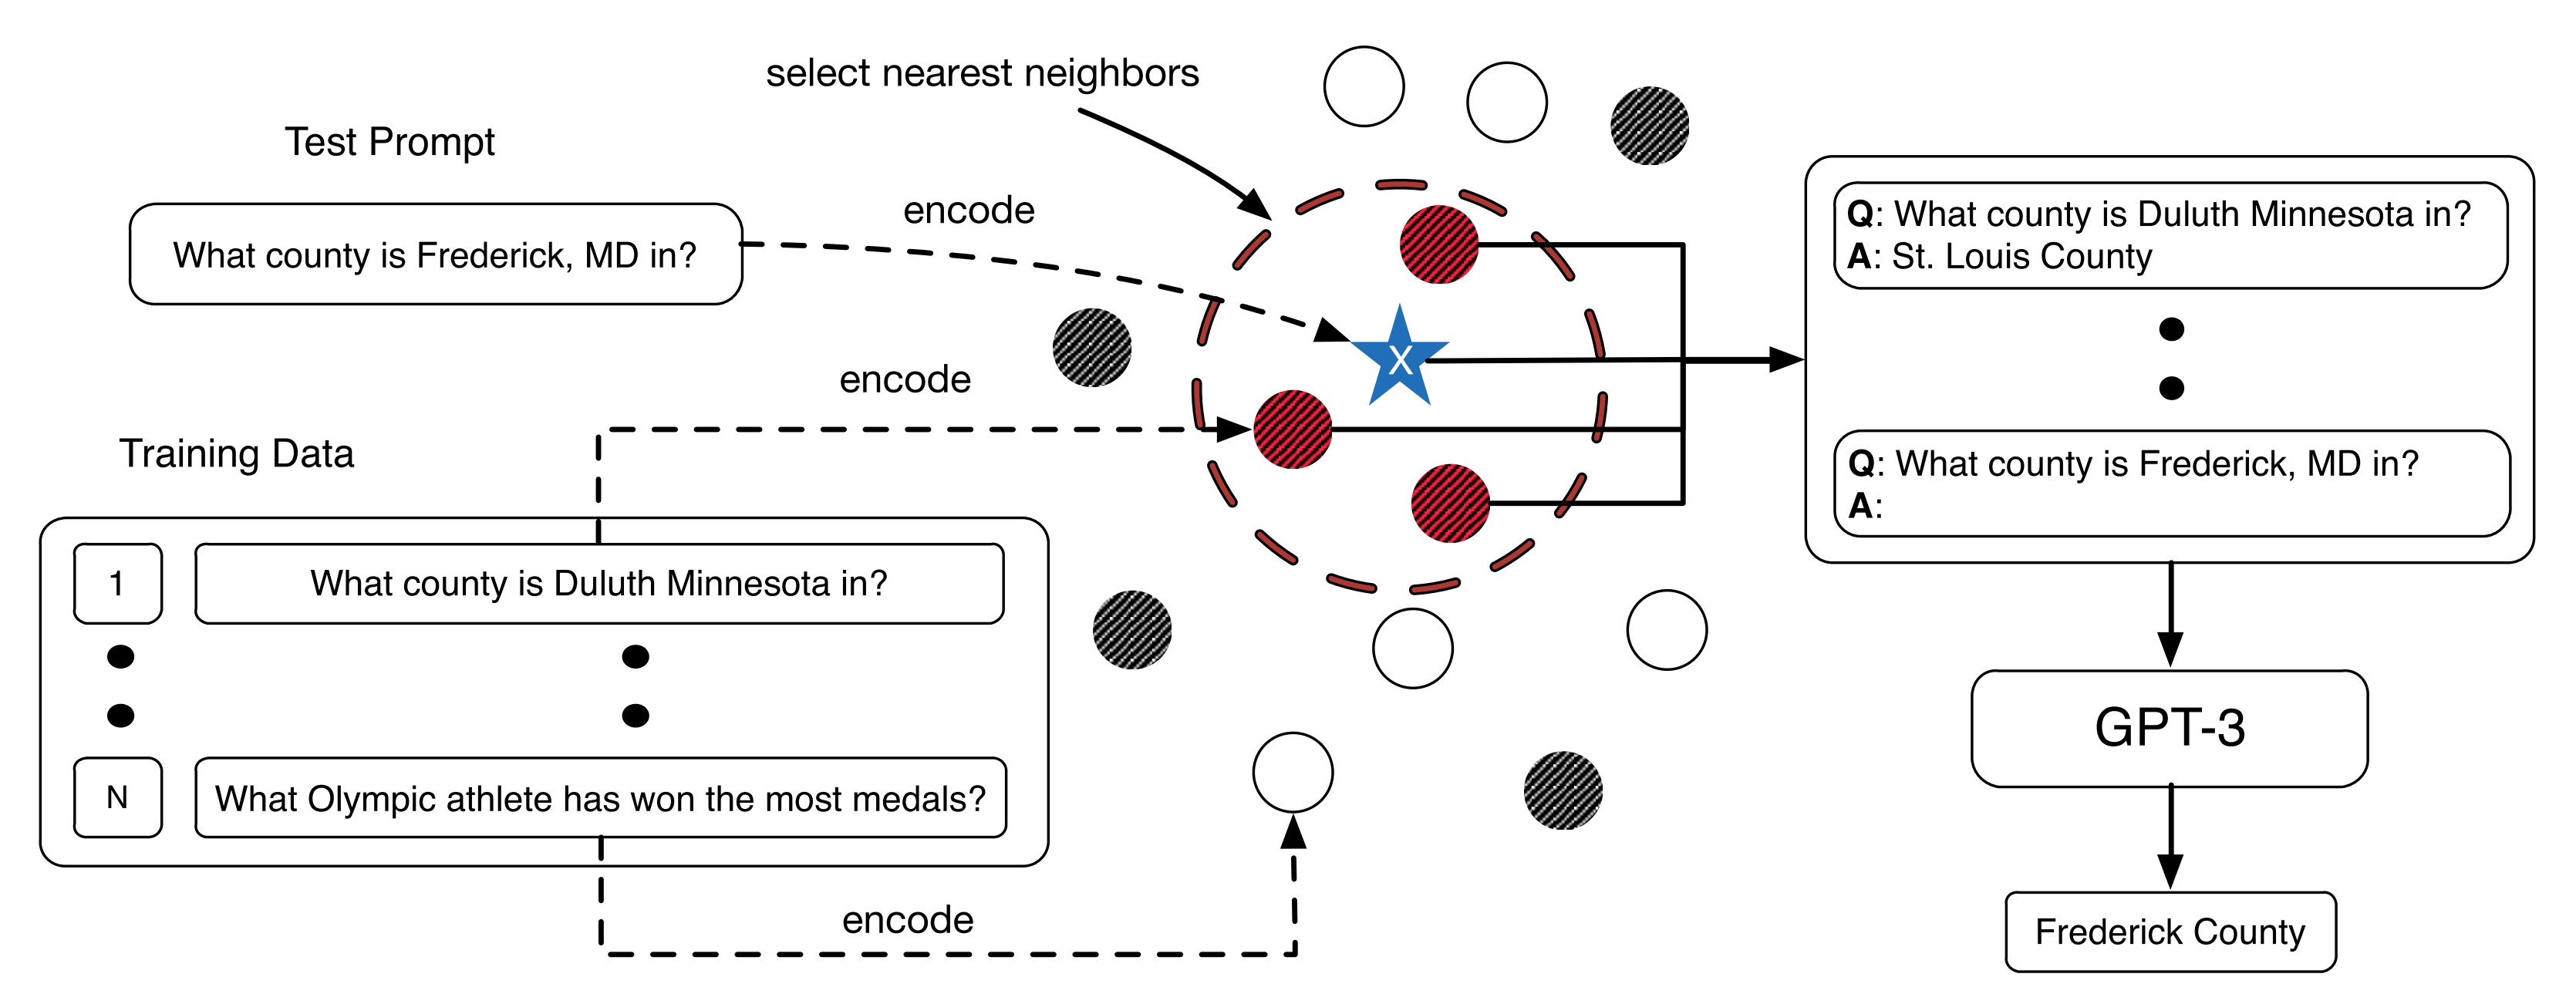 select nearest neighbors
Test Prompt
encode
What county is Frederick, MD in?
X
encode
Training Data
1
What county is Duluth Minnesota in?
N
What Olympic athlete has won the most medals?
encode
Q: What county is Duluth Minnesota in?
A: St. Louis County
Q: What county is Frederick, MD in?
A:
GPT-3
Frederick County